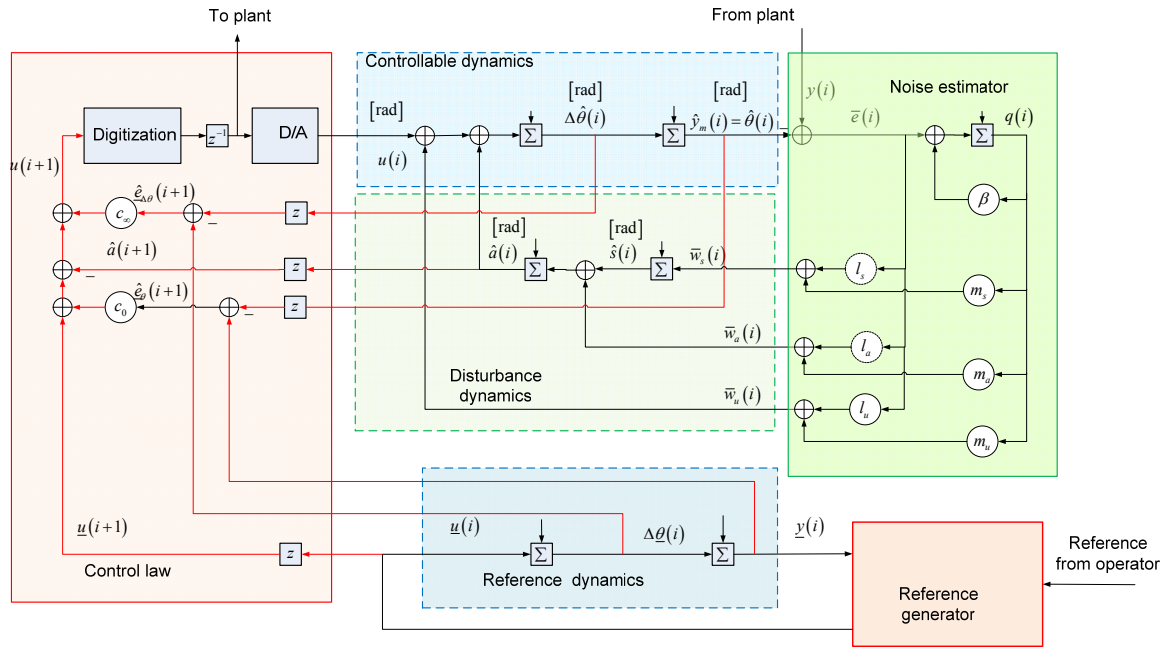 To plant
From plant
Controllable dynamics
Noise estimator
[rad]
[rad]
[rad]
y(i)
Δθ̂(i)
ŷₘ(i) = θ̂(i)
−
ē(i)
q(i)
Digitization
z⁻¹
D/A
Σ
Σ
Σ
u(i+1)
u(i)
β
ê̲_Δθ(i+1)
c∞
−
z
[rad]
[rad]
â(i+1)
−
z
â(i)
Σ
ŝ(i)
Σ
w̄ₛ(i)
lₛ
mₛ
ê̲_θ(i+1)
c₀
−
z
w̄ₐ(i)
lₐ
mₐ
Disturbance
dynamics
w̄ᵤ(i)
lᵤ
mᵤ
u̲(i+1)
u̲(i)
Δθ̲(i)
y̲(i)
z
Σ
Σ
Control law
Reference dynamics
Reference
generator
Reference
from operator